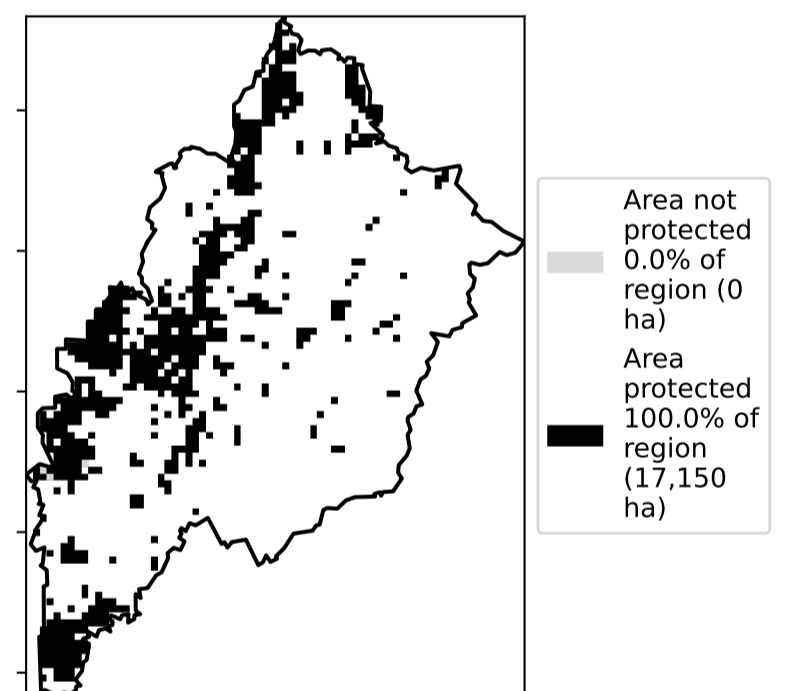 Area not
protected
0.0% of
region (0
ha)
Area
protected
100.0% of
region
(17,150
ha)